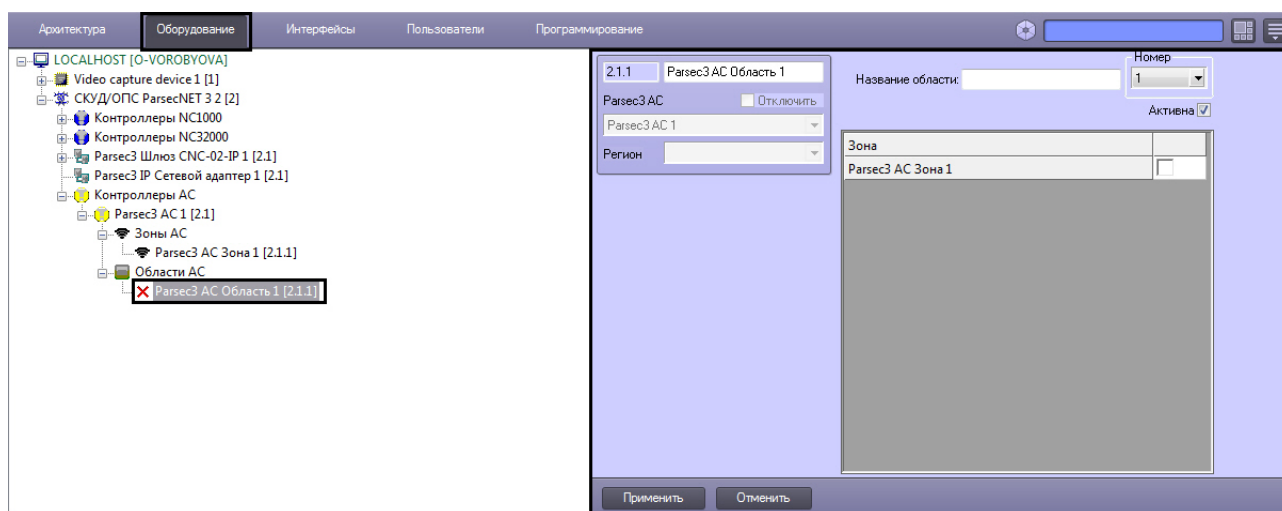 Архитектура
Оборудование
Интерфейсы
Пользователи
Программирование
LOCALHOST [O-VOROBYOVA]
Video capture device 1 [1]
СКУД/ОПС ParsecNET 3 2 [2]
Контроллеры NC1000
Контроллеры NC32000
Parsec3 Шлюз CNC-02-IP 1 [2.1]
Parsec3 IP Сетевой адаптер 1 [2.1]
Контроллеры AC
Parsec3 AC 1 [2.1]
Зоны AC
Parsec3 AC Зона 1 [2.1.1]
Области AC
Parsec3 AC Область 1 [2.1.1]
2.1.1
Parsec3 AC Область 1
Parsec3 AC
Отключить
Parsec3 AC 1
Регион
Название области:
Номер
1
Активна
Зона
Parsec3 AC Зона 1
Применить
Отменить